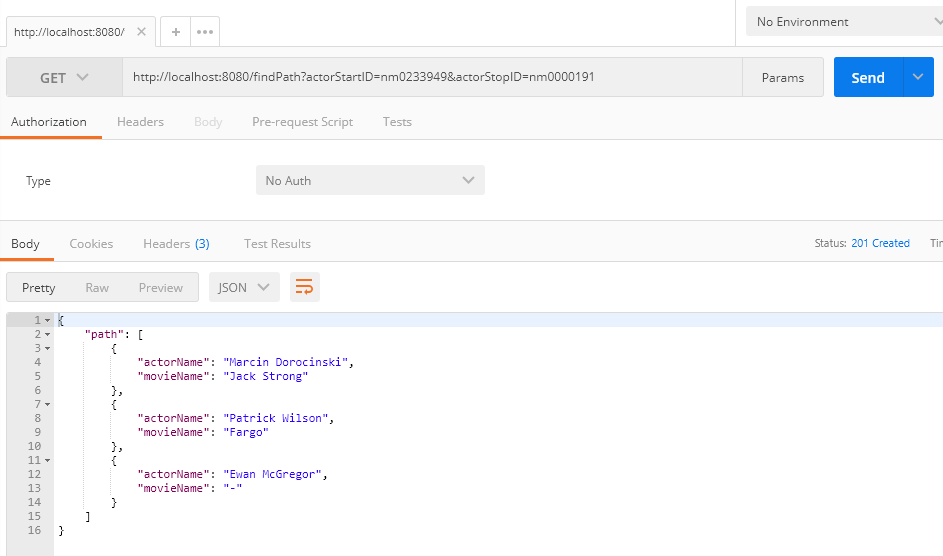 http://localhost:8080/ × + •••
No Environment
GET http://localhost:8080/findPath?actorStartID=nm0233949&actorStopID=nm0000191 Params Send
Authorization Headers Body Pre-request Script Tests
Type No Auth
Body Cookies Headers (3) Test Results Status: 201 Created
Pretty Raw Preview JSON
1 {
2 "path": [
3 {
4 "actorName": "Marcin Dorocinski",
5 "movieName": "Jack Strong"
6 },
7 {
8 "actorName": "Patrick Wilson",
9 "movieName": "Fargo"
10 },
11 {
12 "actorName": "Ewan McGregor",
13 "movieName": "-"
14 }
15 ]
16 }